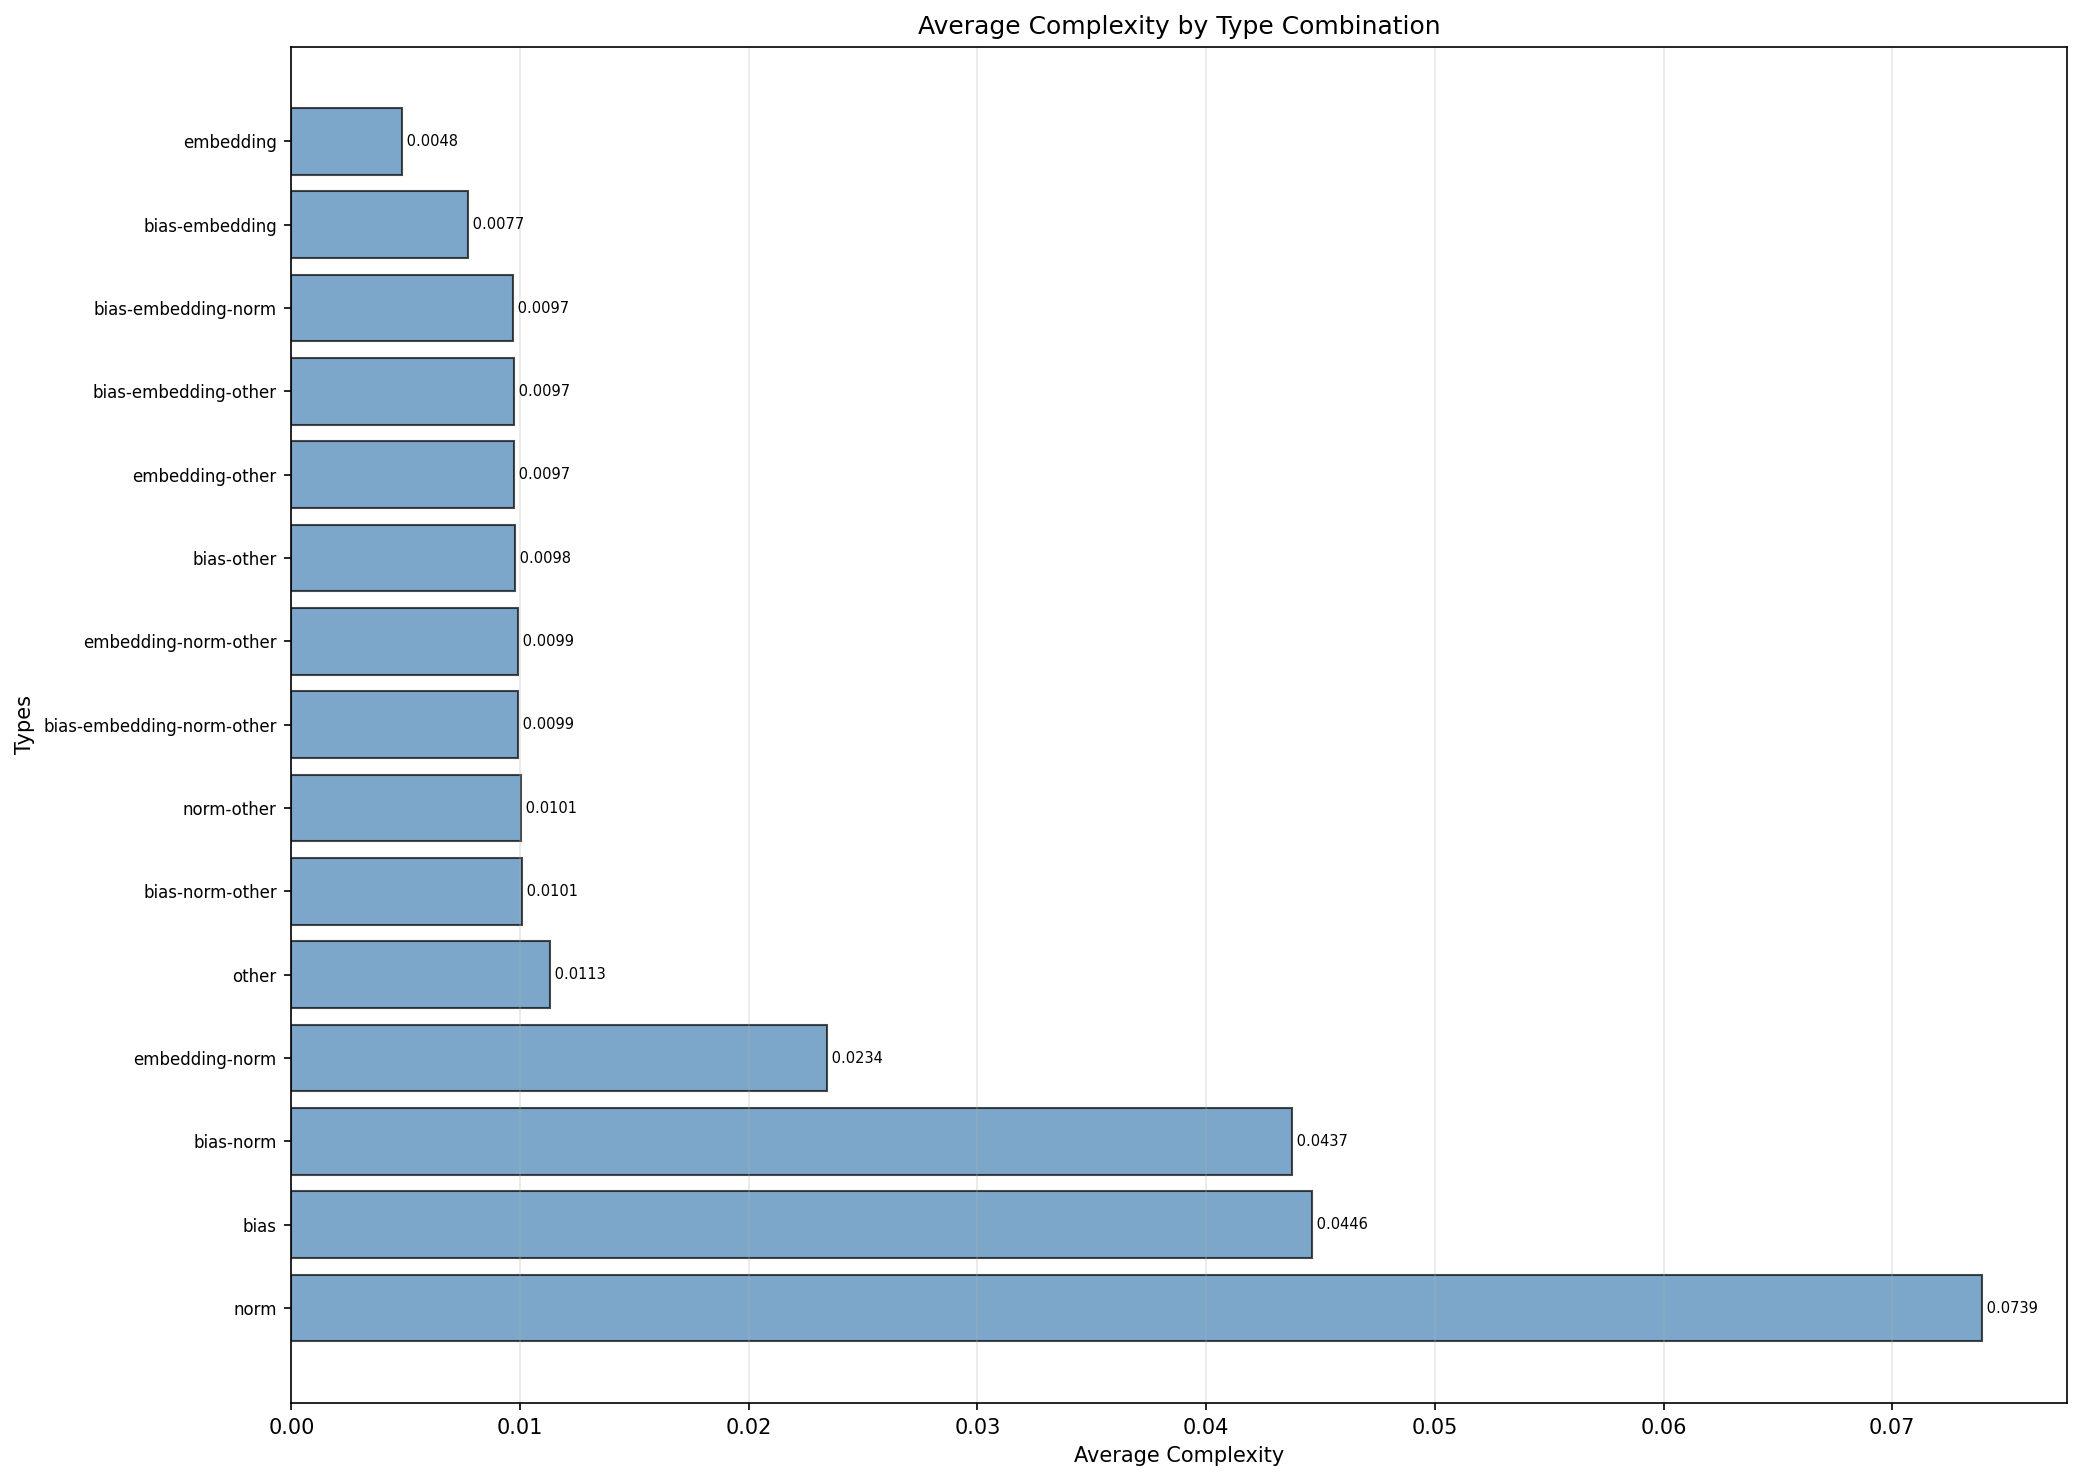 Average Complexity by Type Combination
embedding 0.0048
bias-embedding 0.0077
bias-embedding-norm 0.0097
bias-embedding-other 0.0097
embedding-other 0.0097
bias-other 0.0098
embedding-norm-other 0.0099
bias-embedding-norm-other 0.0099
norm-other 0.0101
bias-norm-other 0.0101
other 0.0113
embedding-norm 0.0234
bias-norm 0.0437
bias 0.0446
norm 0.0739
Types
0.00 0.01 0.02 0.03 0.04 0.05 0.06 0.07
Average Complexity